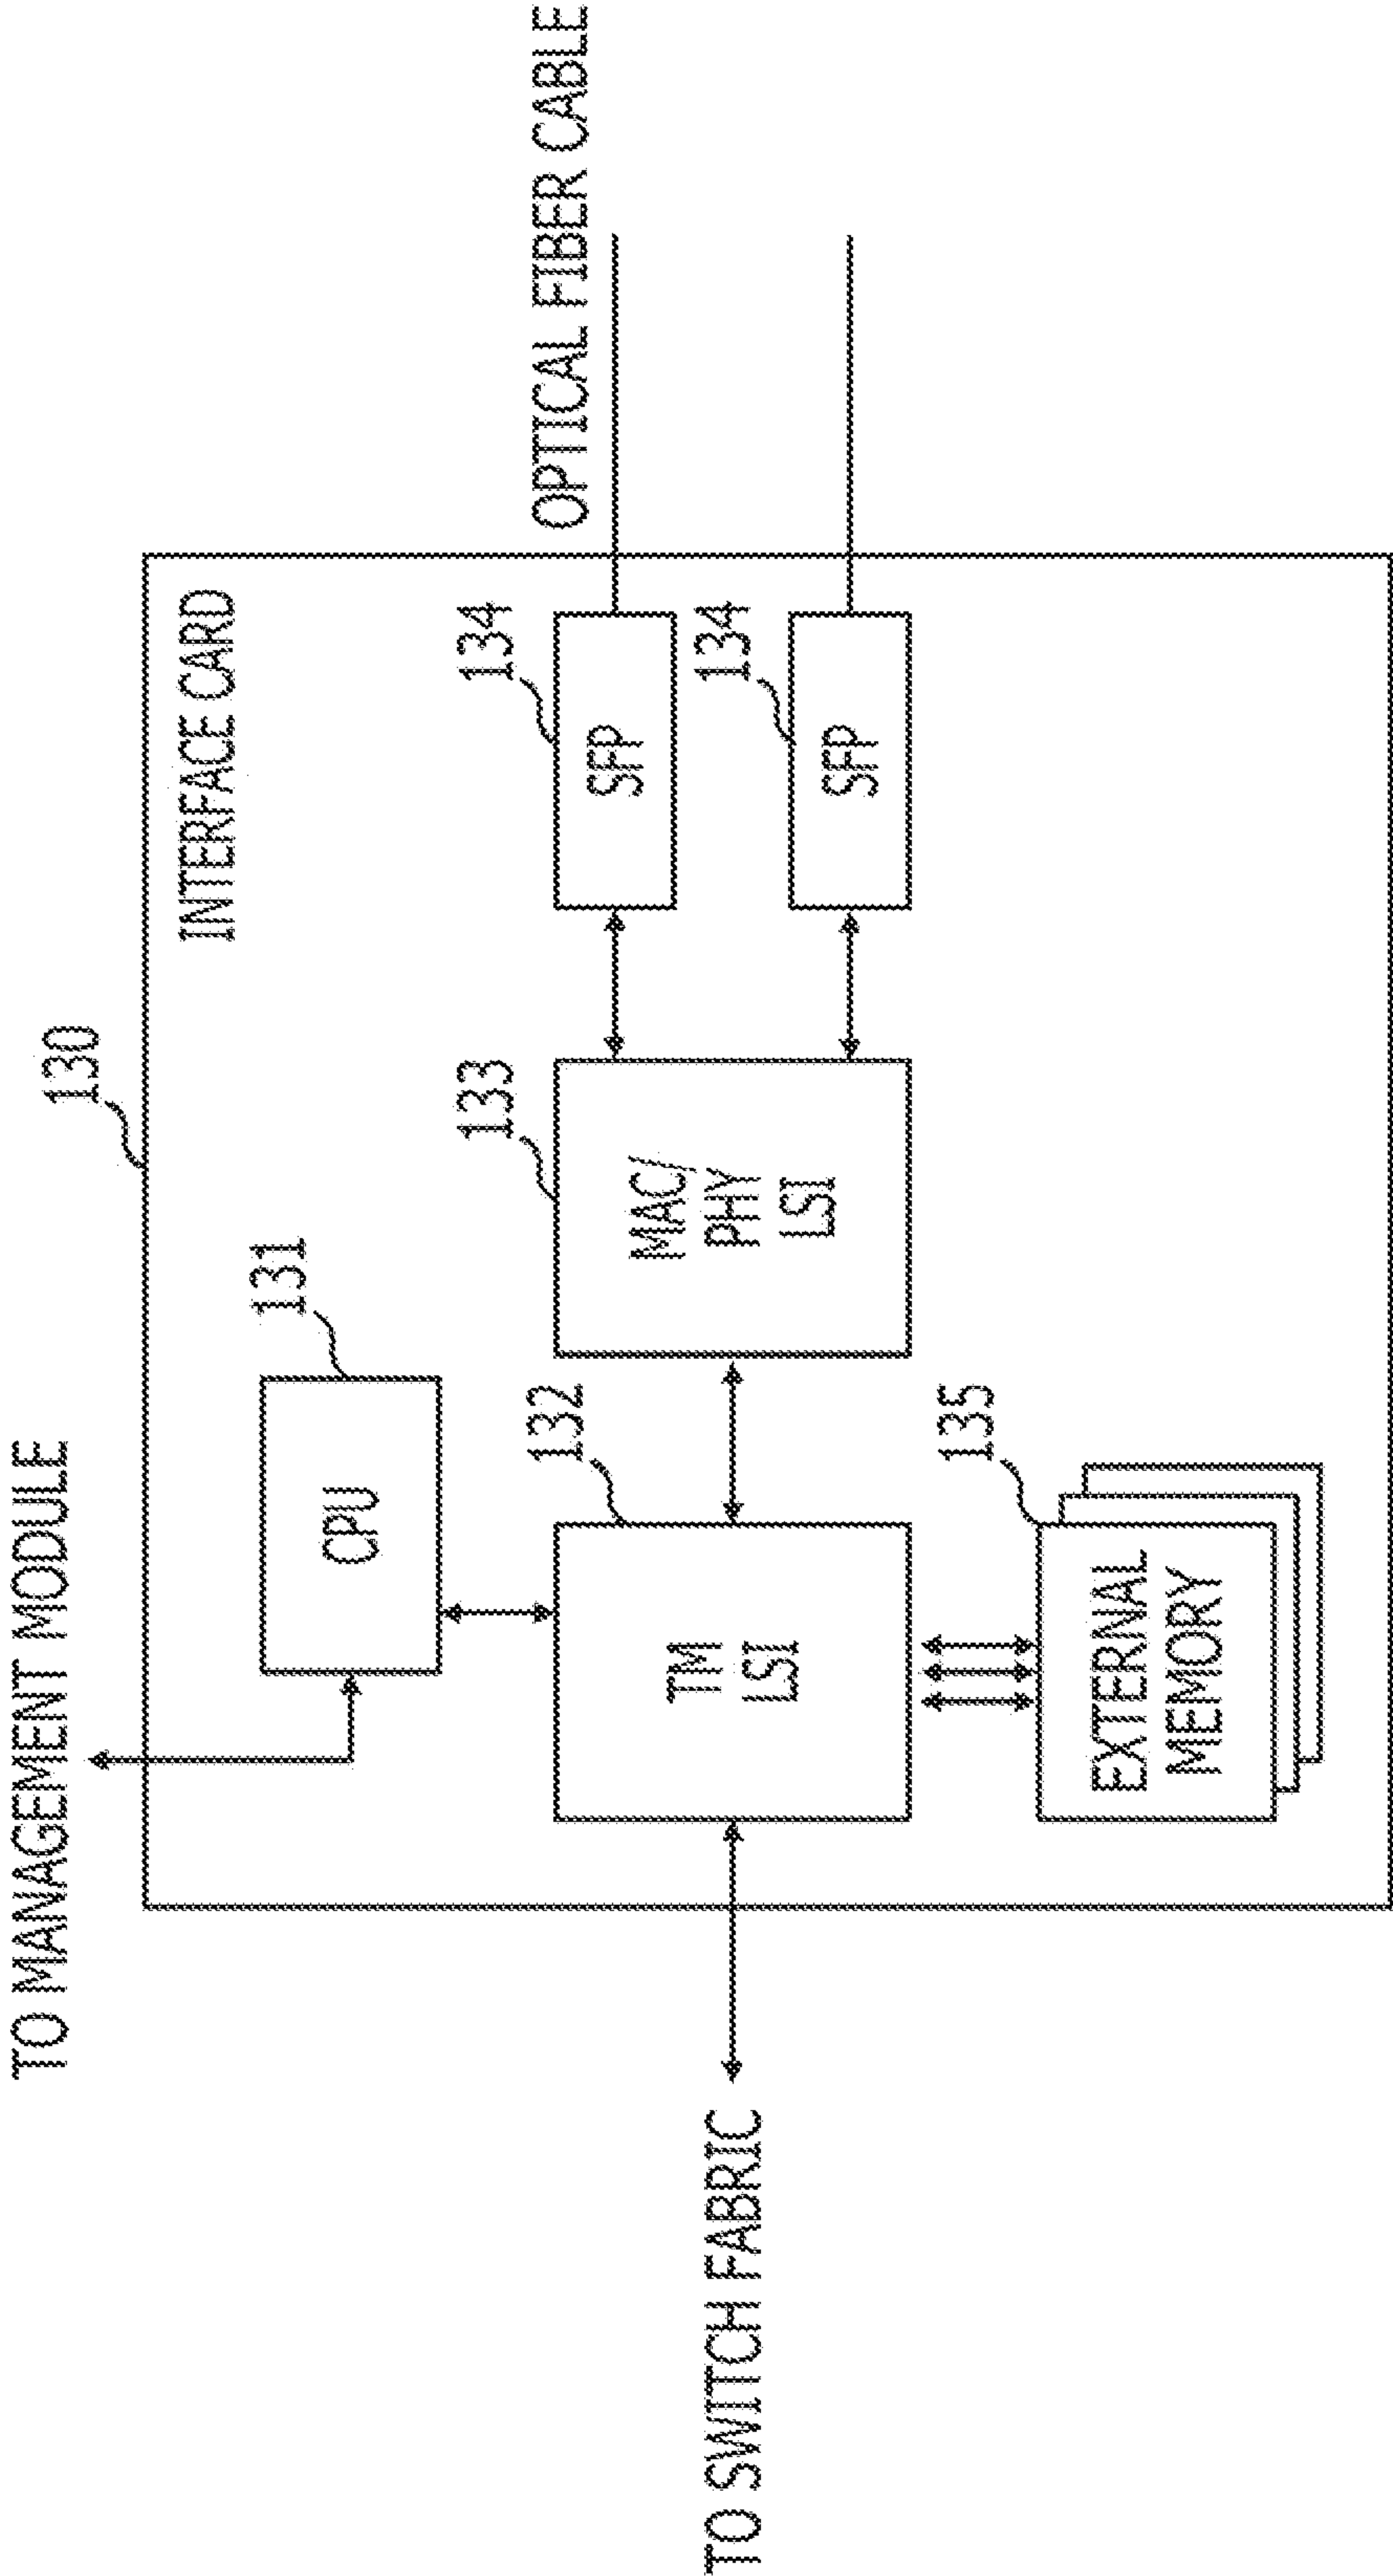 TO MANAGEMENT MODULE
130
INTERFACE CARD
131
CPU
OPTICAL FIBER CABLE
132
TM
LSI
133
MAC/
PHY
LSI
134
SFP
134
SFP
TO SWITCH FABRIC
135
EXTERNAL
MEMORY